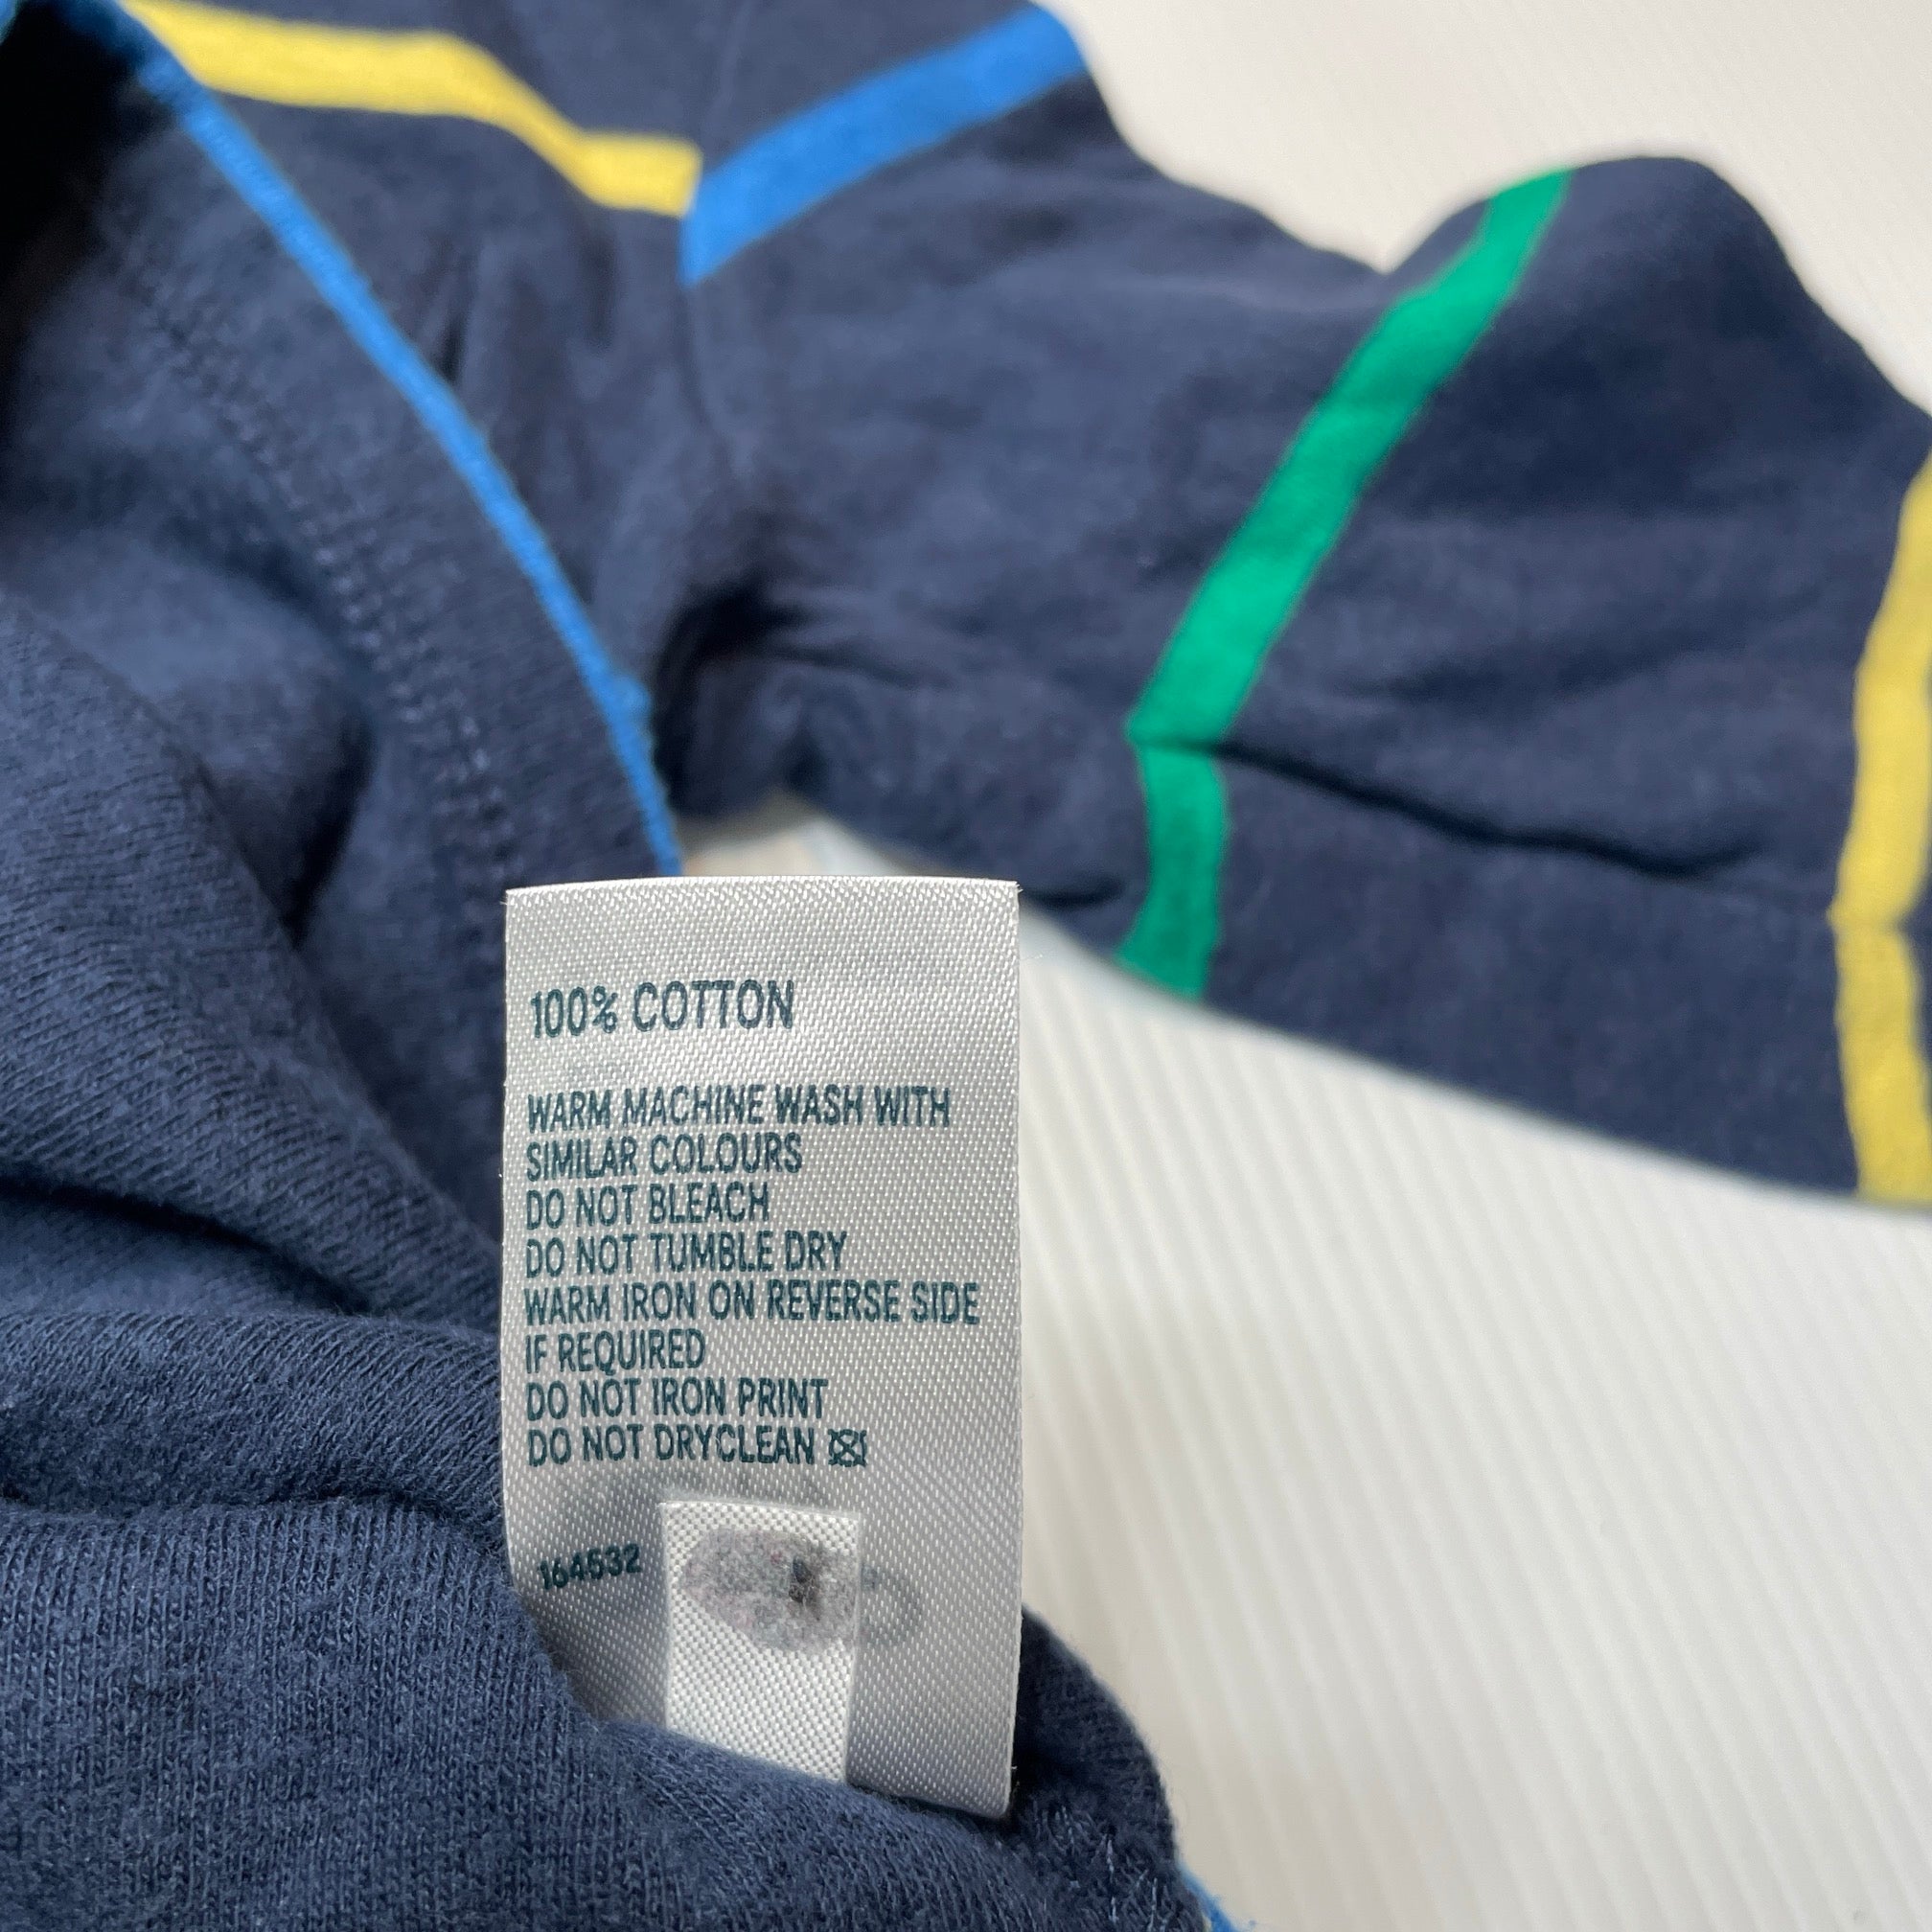 100% COTTON
WARM MACHINE WASH WITH
SIMILAR COLOURS
DO NOT BLEACH
DO NOT TUMBLE DRY
WARM IRON ON REVERSE SIDE
IF REQUIRED
DO NOT IRON PRINT
DO NOT DRYCLEAN
164532